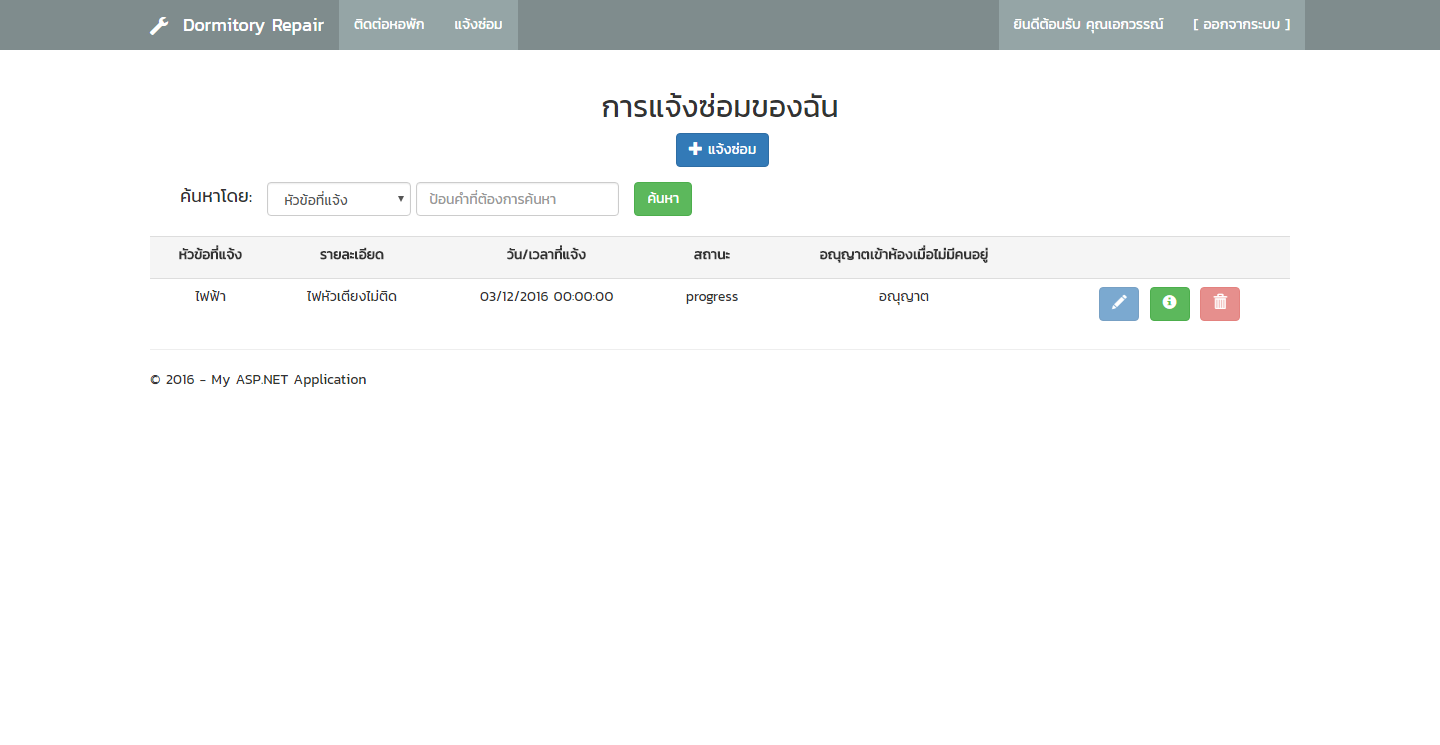 Dormitory Repair ติดต่อหอพัก แจ้งซ่อม ยินดีต้อนรับ คุณเอกวรรณ์ [ ออกจากระบบ ]
การแจ้งซ่อมของฉัน
แจ้งซ่อม
ค้นหาโดย: หัวข้อที่แจ้ง ป้อนคำที่ต้องการค้นหา ค้นหา
หัวข้อที่แจ้ง รายละเอียด วัน/เวลาที่แจ้ง สถานะ อณุญาตเข้าห้องเมื่อไม่มีคนอยู่
ไฟฟ้า ไฟหัวเตียงไม่ติด 03/12/2016 00:00:00 progress อณุญาต
© 2016 - My ASP.NET Application